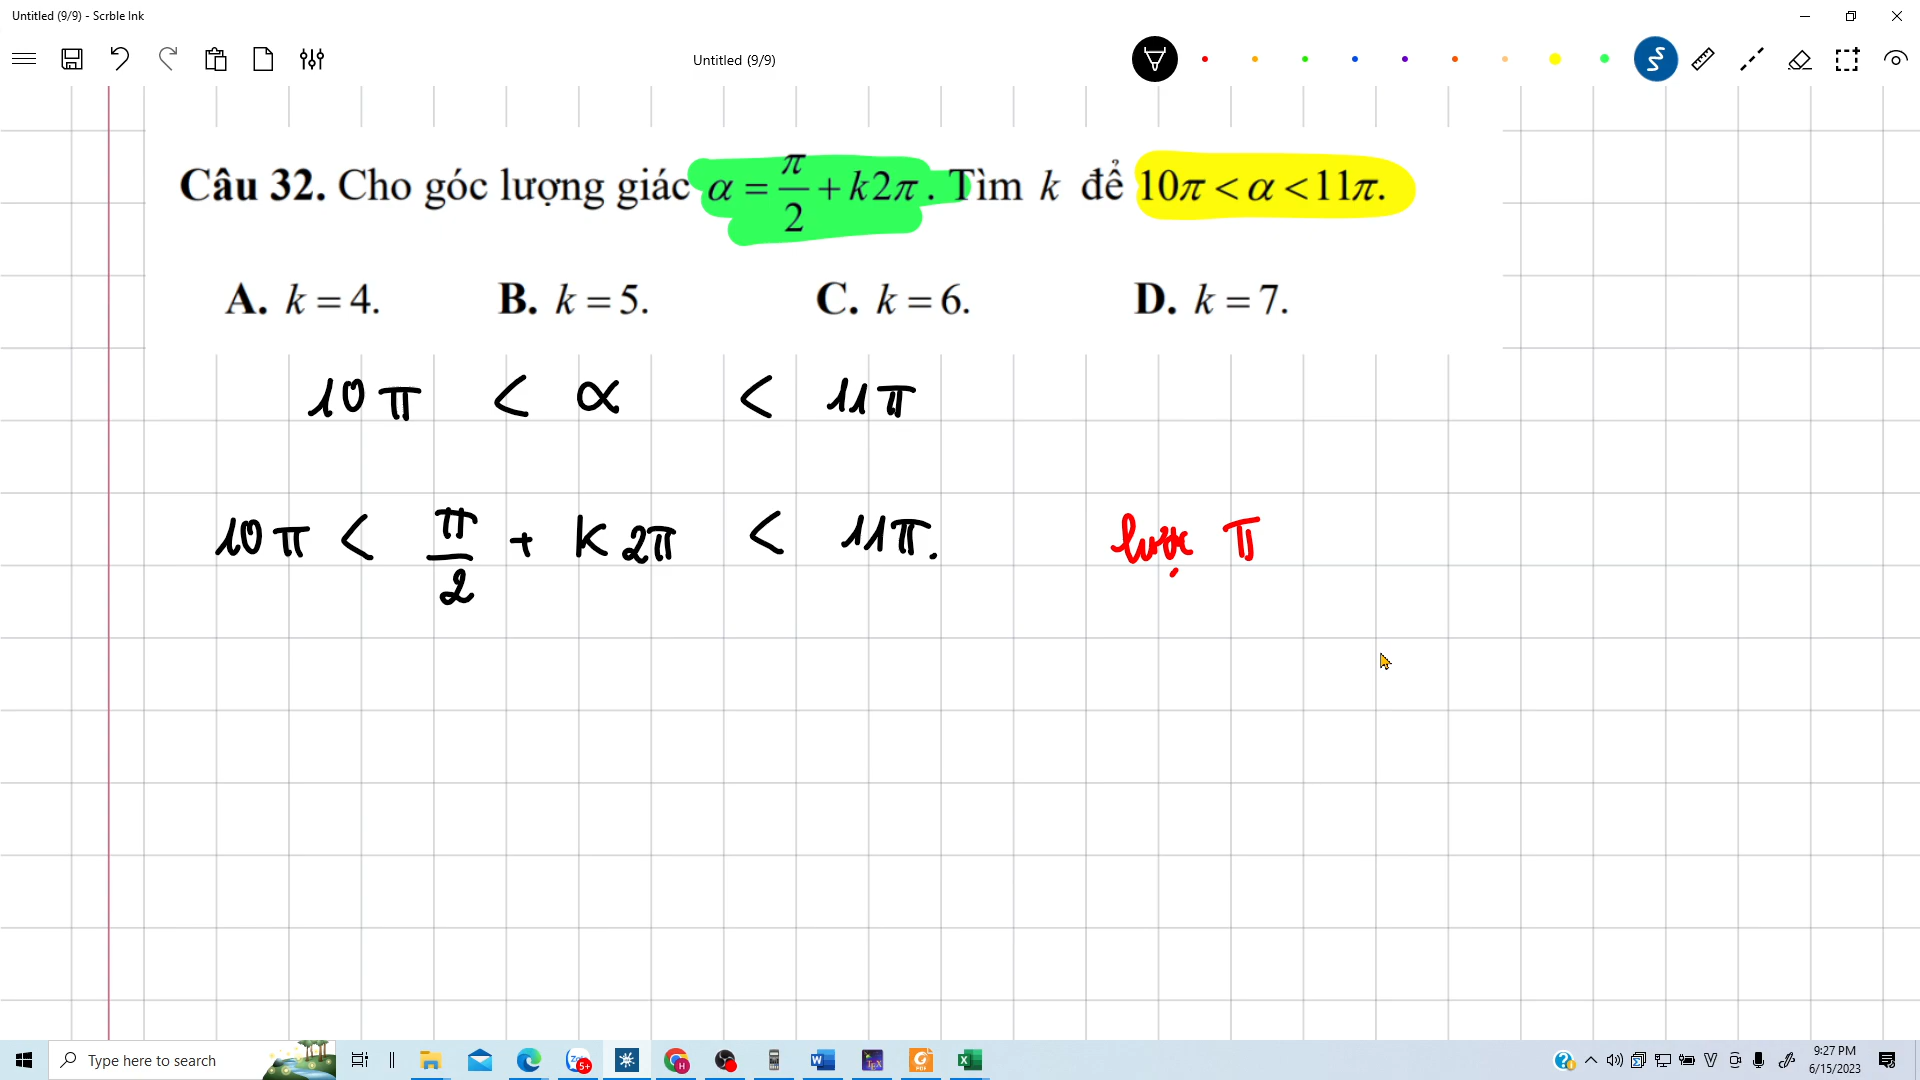 Untitled (9/9) - Scrble Ink
Untitled (9/9)
Câu 32. Cho góc lượng giác α = π/2 + k2π. Tìm k để 10π < α < 11π.
A. k = 4. B. k = 5. C. k = 6. D. k = 7.
10π < α < 11π
10π < π/2 + k2π < 11π. lược π
Type here to search
5+
9:27 PM
6/15/2023